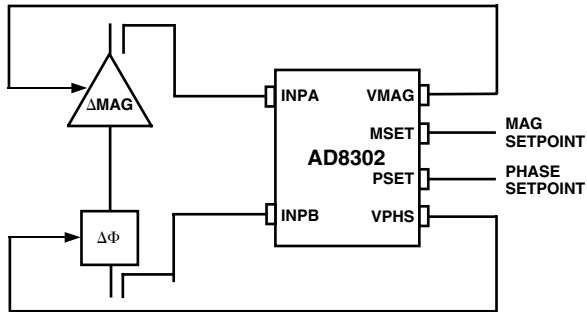 ΔMAG
INPA
VMAG
MSET
MAG
SETPOINT
AD8302
PSET
PHASE
SETPOINT
INPB
VPHS
ΔΦ